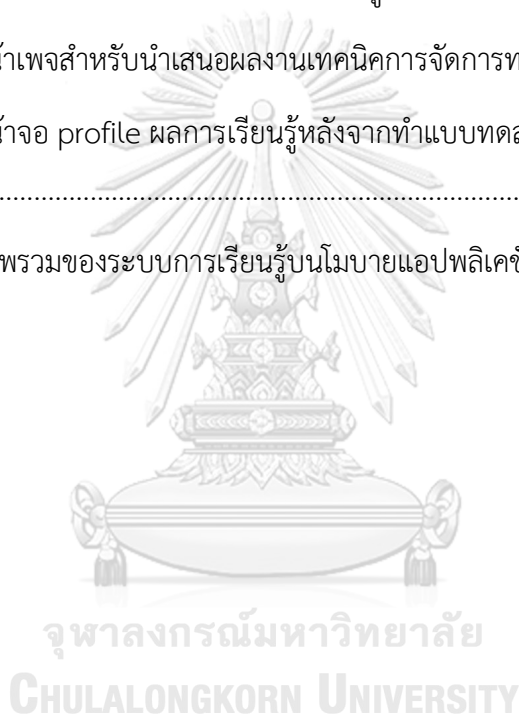 ้าเพจสำหรับนำเสนอผลงานเทคนิคการจัดการท
้าจอ profile ผลการเรียนรู้หลังจากทำแบบทดส
...............................................................................
พรวมของระบบการเรียนรู้บนโมบายแอปพลิเคชั
จุฬาลงกรณ์มหาวิทยาลัย
CHULALONGKORN UNIVERSITY